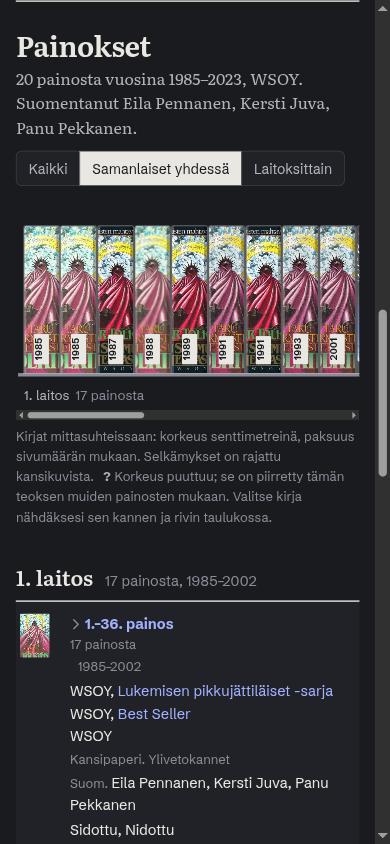 Painokset
20 painosta vuosina 1985–2023, WSOY.
Suomentanut Eila Pennanen, Kersti Juva,
Panu Pekkanen.
Kaikki
Samanlaiset yhdessä
Laitoksittain
1985
1985
1987
1988
1989
1991
1991
1993
2001
1. laitos 17 painosta
Kirjat mittasuhteissaan: korkeus senttimetreinä, paksuus
sivumäärän mukaan. Selkämykset on rajattu
kansikuvista. ? Korkeus puuttuu; se on piirretty tämän
teoksen muiden painosten mukaan. Valitse kirja
nähdäksesi sen kannen ja rivin taulukossa.
1. laitos 17 painosta, 1985–2002
1.–36. painos
17 painosta
1985–2002
WSOY, Lukemisen pikkujättiläiset -sarja
WSOY, Best Seller
WSOY
Kansipaperi. Ylivetokannet
Suom. Eila Pennanen, Kersti Juva, Panu
Pekkanen
Sidottu, Nidottu